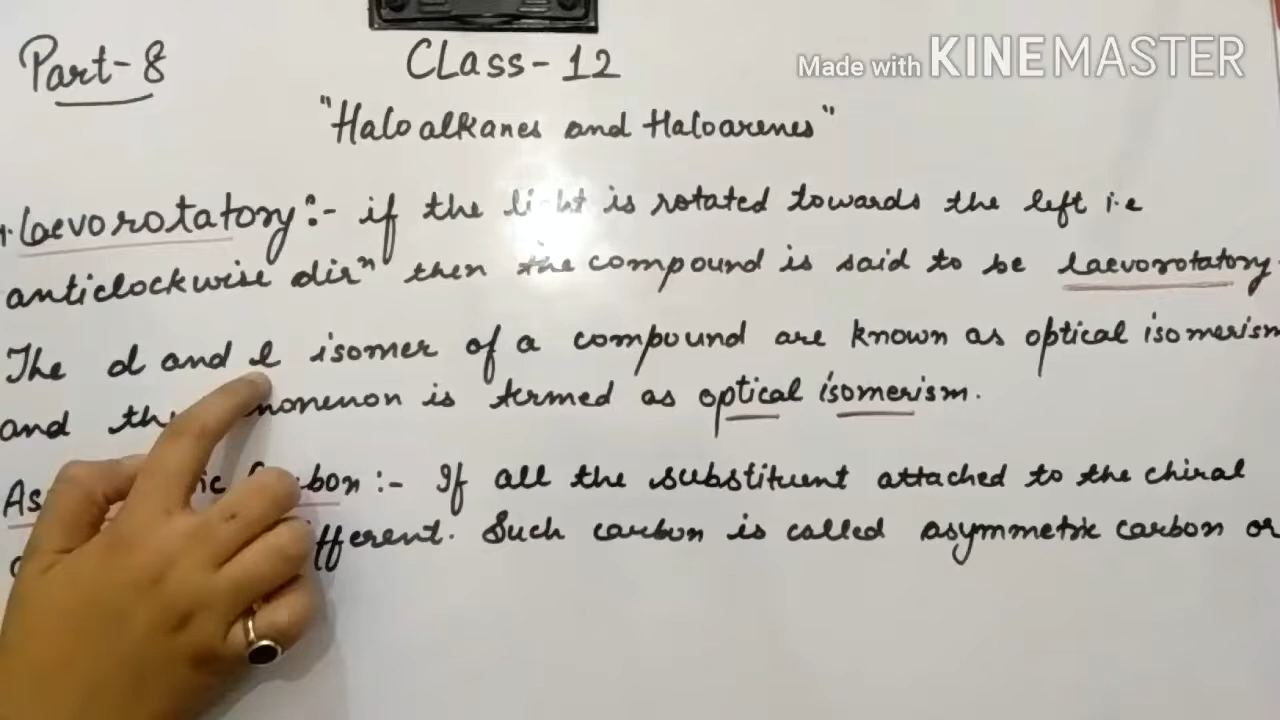 Part-8
CLass-12
Made with KINEMASTER
"Haloalkanes and Haloarenes"
Laevorotatory:- if the light is rotated towards the left i.e
anticlockwise dirⁿ then the compound is said to be laevorotatory.
The d and l isomer of a compound are known as optical isomerism
and is termed as optical isomerism.
:- If all the substituent attached to the chiral
Such carbon is called asymmetric carbon or